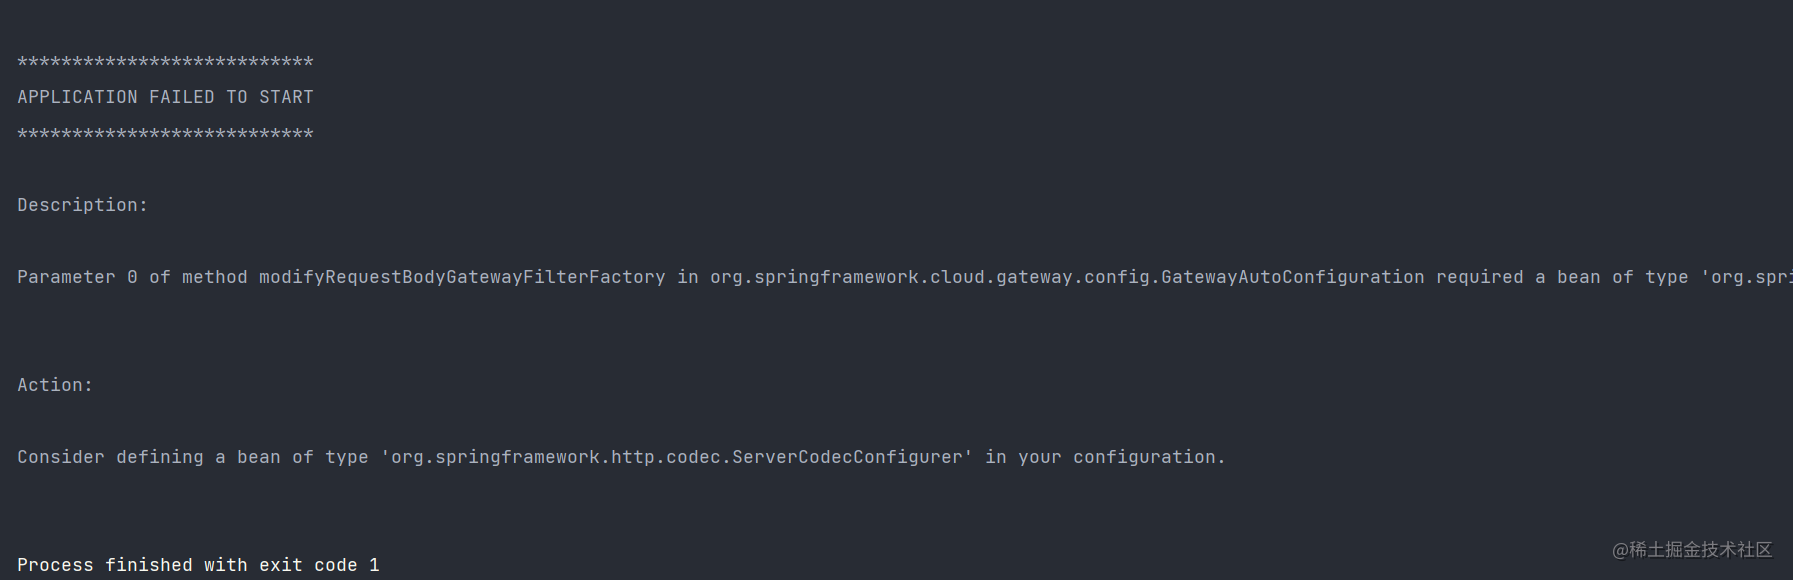 ***************************
APPLICATION FAILED TO START
***************************
Description:
Parameter 0 of method modifyRequestBodyGatewayFilterFactory in org.springframework.cloud.gateway.config.GatewayAutoConfiguration required a bean of type 'org.spri
Action:
Consider defining a bean of type 'org.springframework.http.codec.ServerCodecConfigurer' in your configuration.
Process finished with exit code 1
@稀土掘金技术社区